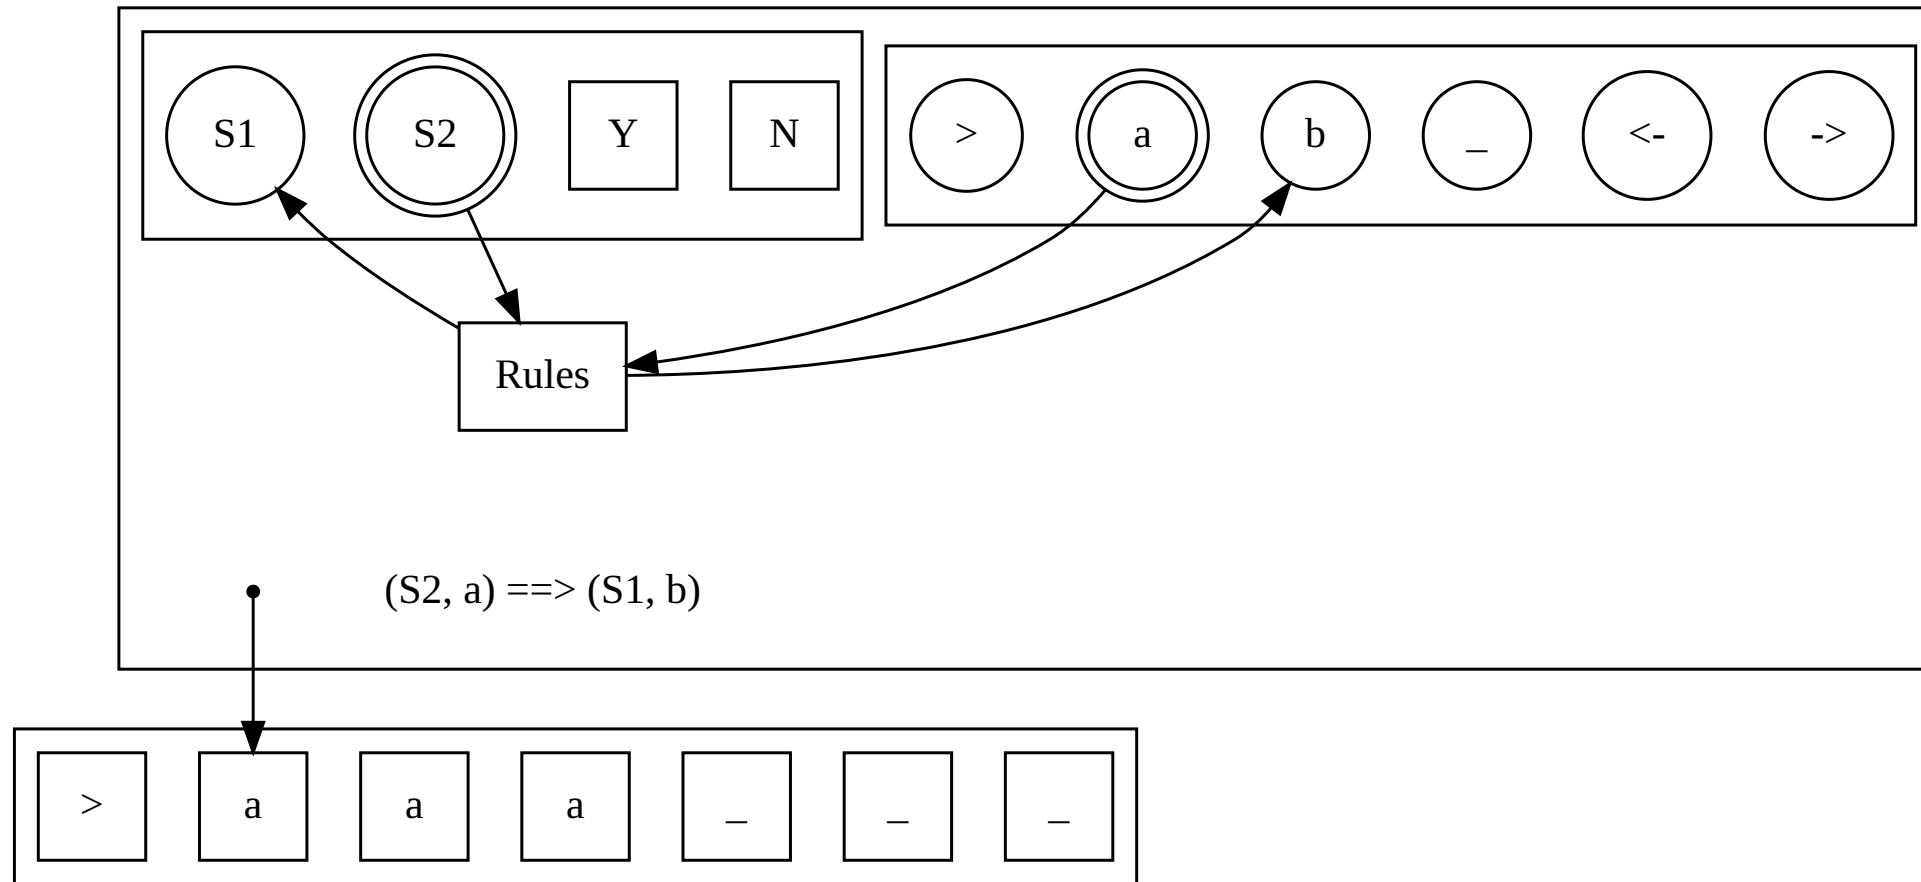 S1 S2 Y N > a b _ <- ->
Rules
(S2, a) ==> (S1, b)
> a a a _ _ _